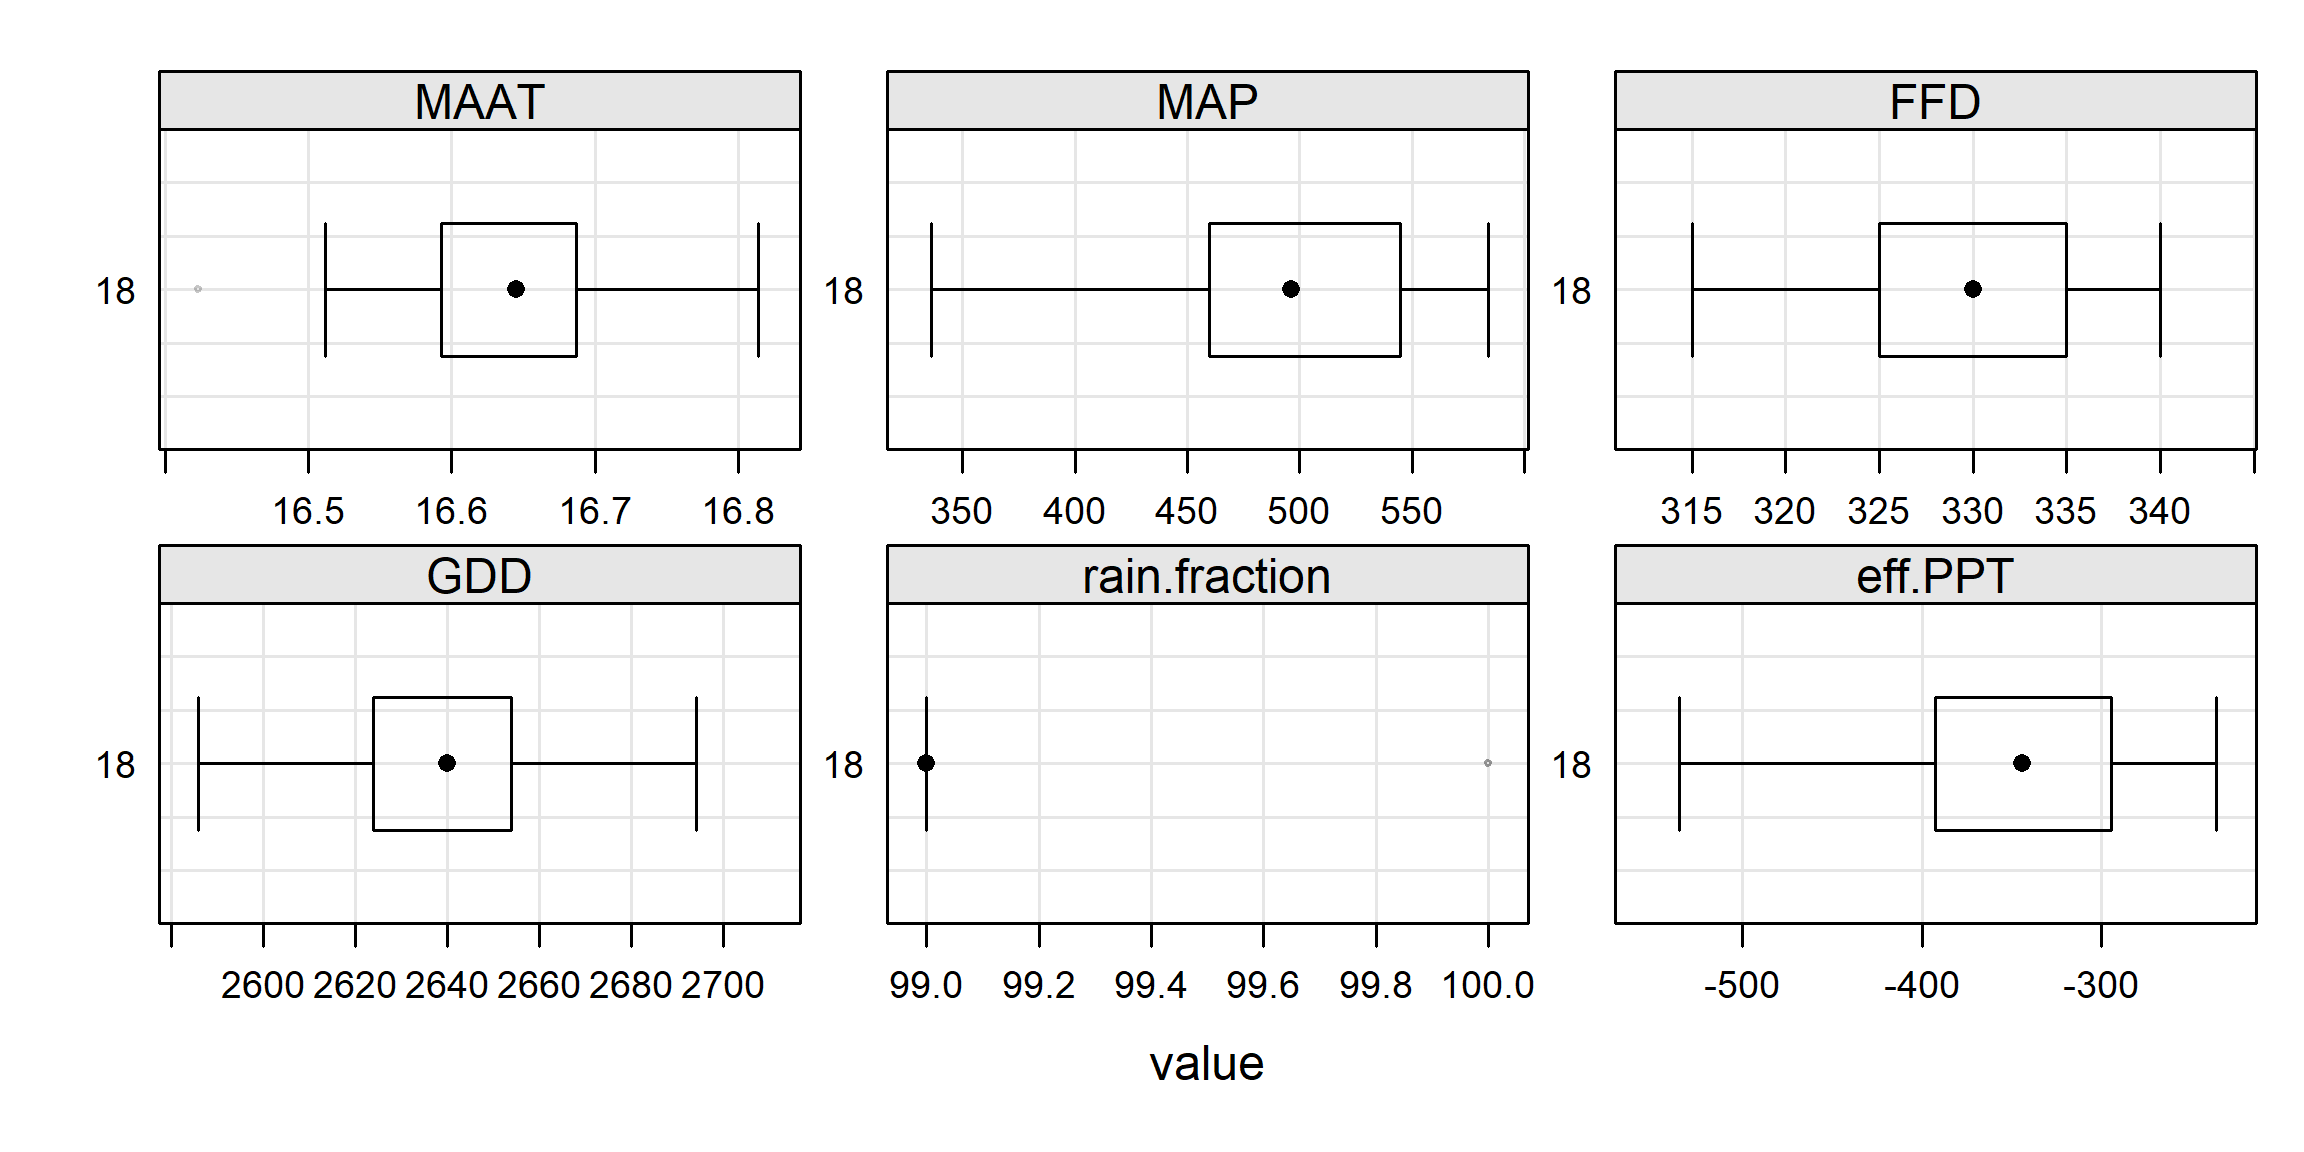 MAAT MAP FFD
18 18 18
16.5 16.6 16.7 16.8 350 400 450 500 550 315 320 325 330 335 340
GDD rain.fraction eff.PPT
18 18 18
2600 2620 2640 2660 2680 2700 99.0 99.2 99.4 99.6 99.8 100.0 -500 -400 -300
value